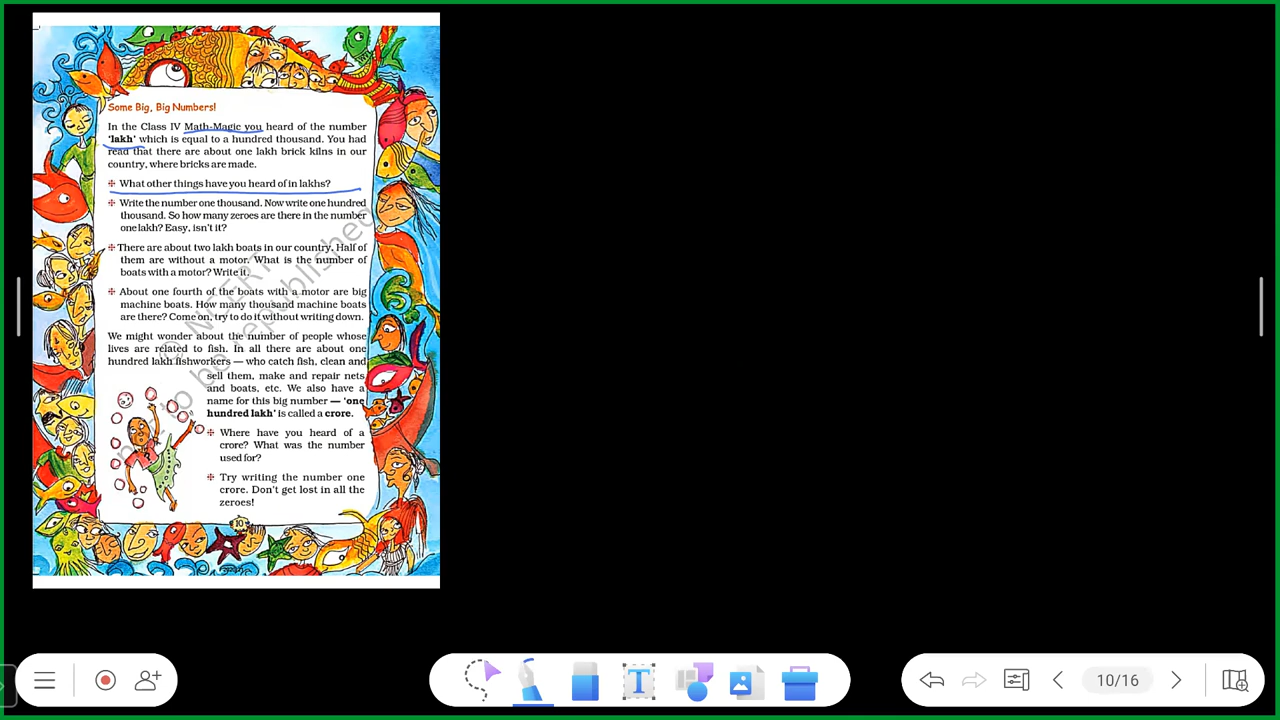 Some Big, Big Numbers!
In the Class IV Math-Magic you heard of the number
‘lakh’ which is equal to a hundred thousand. You had
read that there are about one lakh brick kilns in our
country, where bricks are made.
What other things have you heard of in lakhs?
Write the number one thousand. Now write one hundred
thousand. So how many zeroes are there in the number
one lakh? Easy, isn’t it?
There are about two lakh boats in our country. Half of
them are without a motor. What is the number of
boats with a motor? Write it.
About one fourth of the boats with a motor are big
machine boats. How many thousand machine boats
are there? Come on, try to do it without writing down.
We might wonder about the number of people whose
lives are related to fish. In all there are about one
hundred lakh fishworkers — who catch fish, clean and
sell them, make and repair nets
and boats, etc. We also have a
name for this big number — ‘one
hundred lakh’ is called a crore.
Where have you heard of a
crore? What was the number
used for?
Try writing the number one
crore. Don’t get lost in all the
zeroes!
10
© NCERT
not to be republished
T
10/16